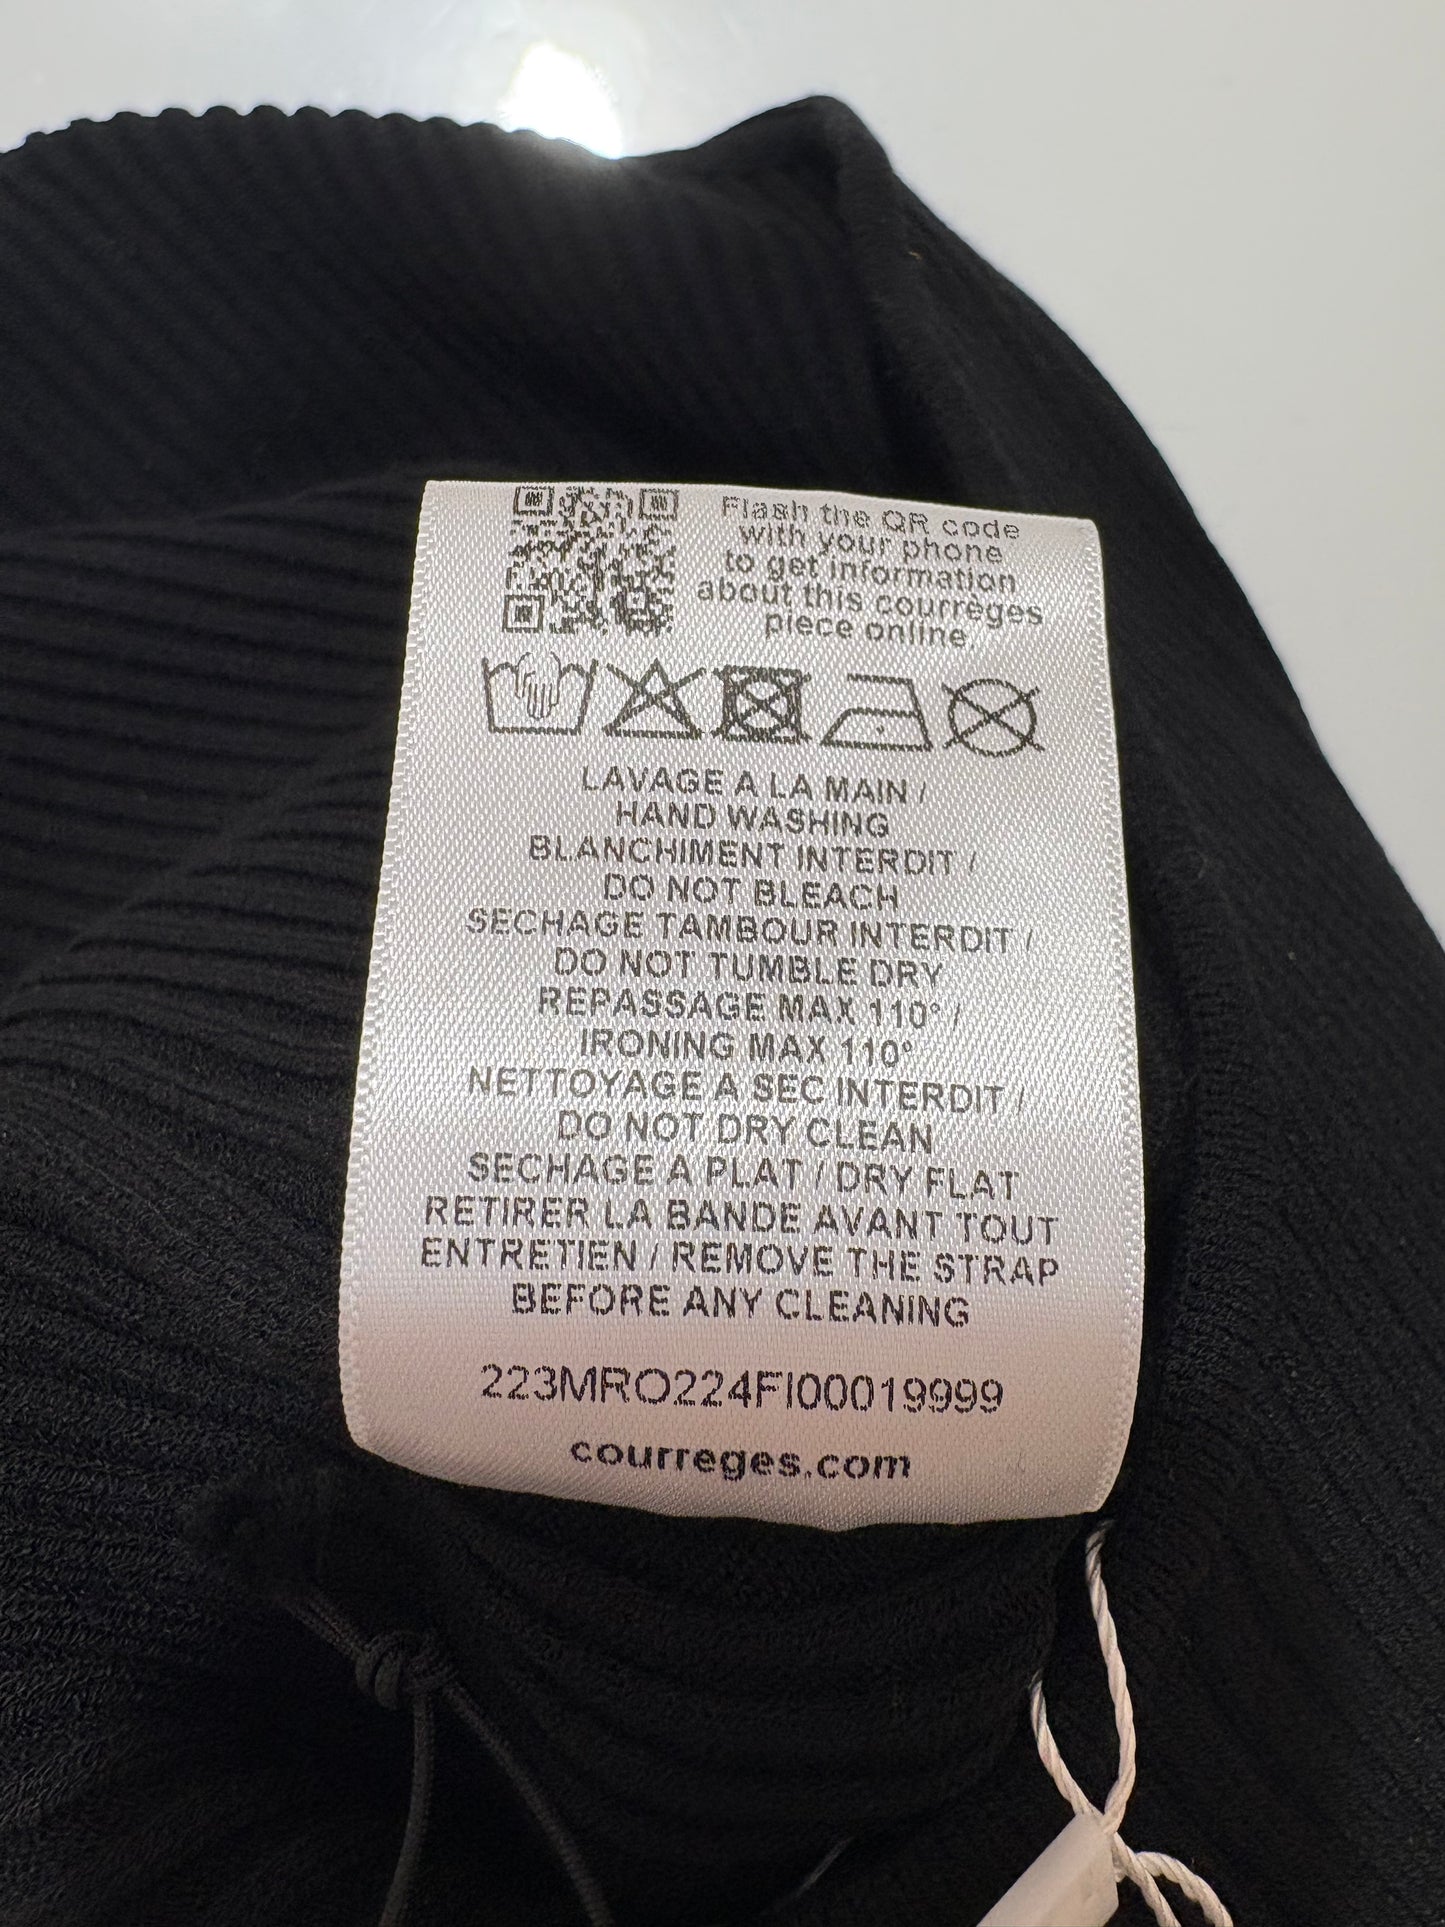 Flash the QR code
with your phone
to get information
about this courrèges
piece online.
LAVAGE A LA MAIN /
HAND WASHING
BLANCHIMENT INTERDIT /
DO NOT BLEACH
SECHAGE TAMBOUR INTERDIT /
DO NOT TUMBLE DRY
REPASSAGE MAX 110° /
IRONING MAX 110°
NETTOYAGE A SEC INTERDIT /
DO NOT DRY CLEAN
SECHAGE A PLAT / DRY FLAT
RETIRER LA BANDE AVANT TOUT
ENTRETIEN / REMOVE THE STRAP
BEFORE ANY CLEANING
223MRO224FI00019999
courreges.com